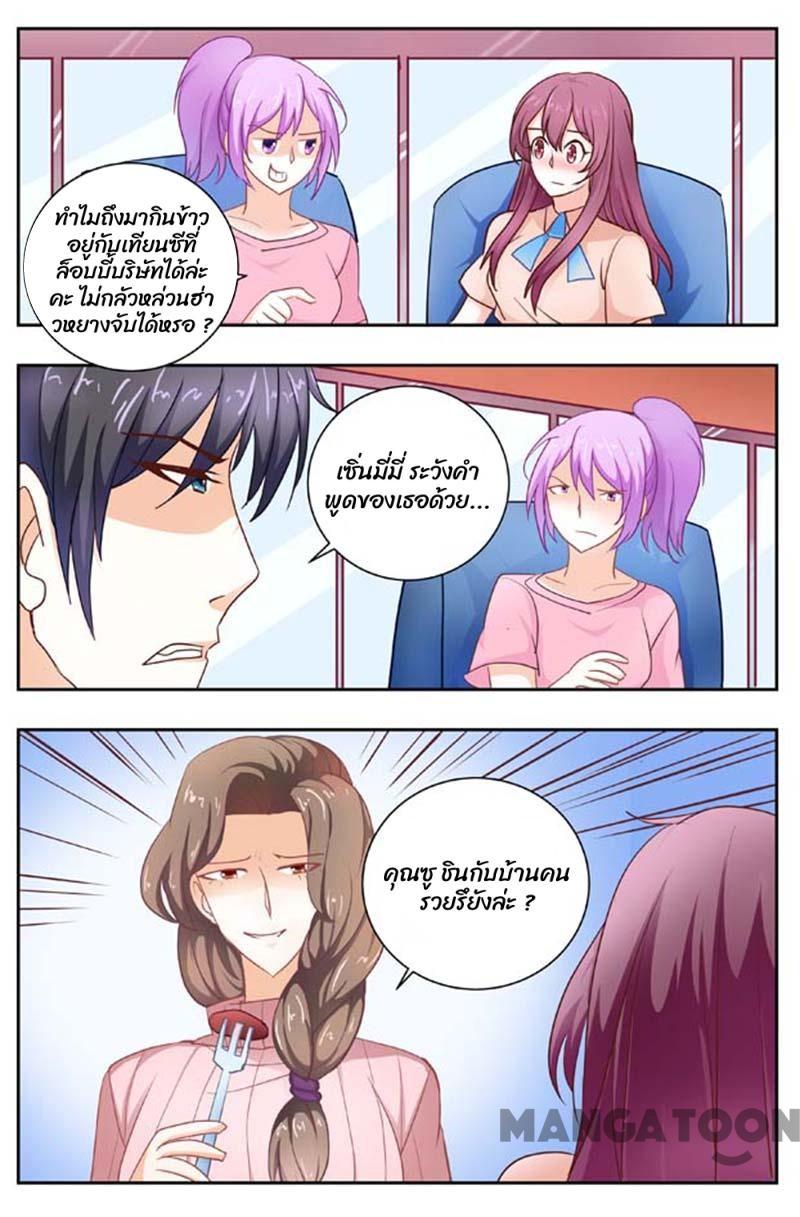 ทำไมถึงมากินข้าว
อยู่กับเทียนซีที่
ล็อบบี้บริษัทได้ล่ะ
คะ ไม่กลัวหล่วนฮ่า
วหยางจับได้หรอ ?
เซิ่นมี่มี่ ระวังคำ
พูดของเธอด้วย...
คุณซู ชินกับบ้านคน
รวยรึยังล่ะ ?
MANGATOON